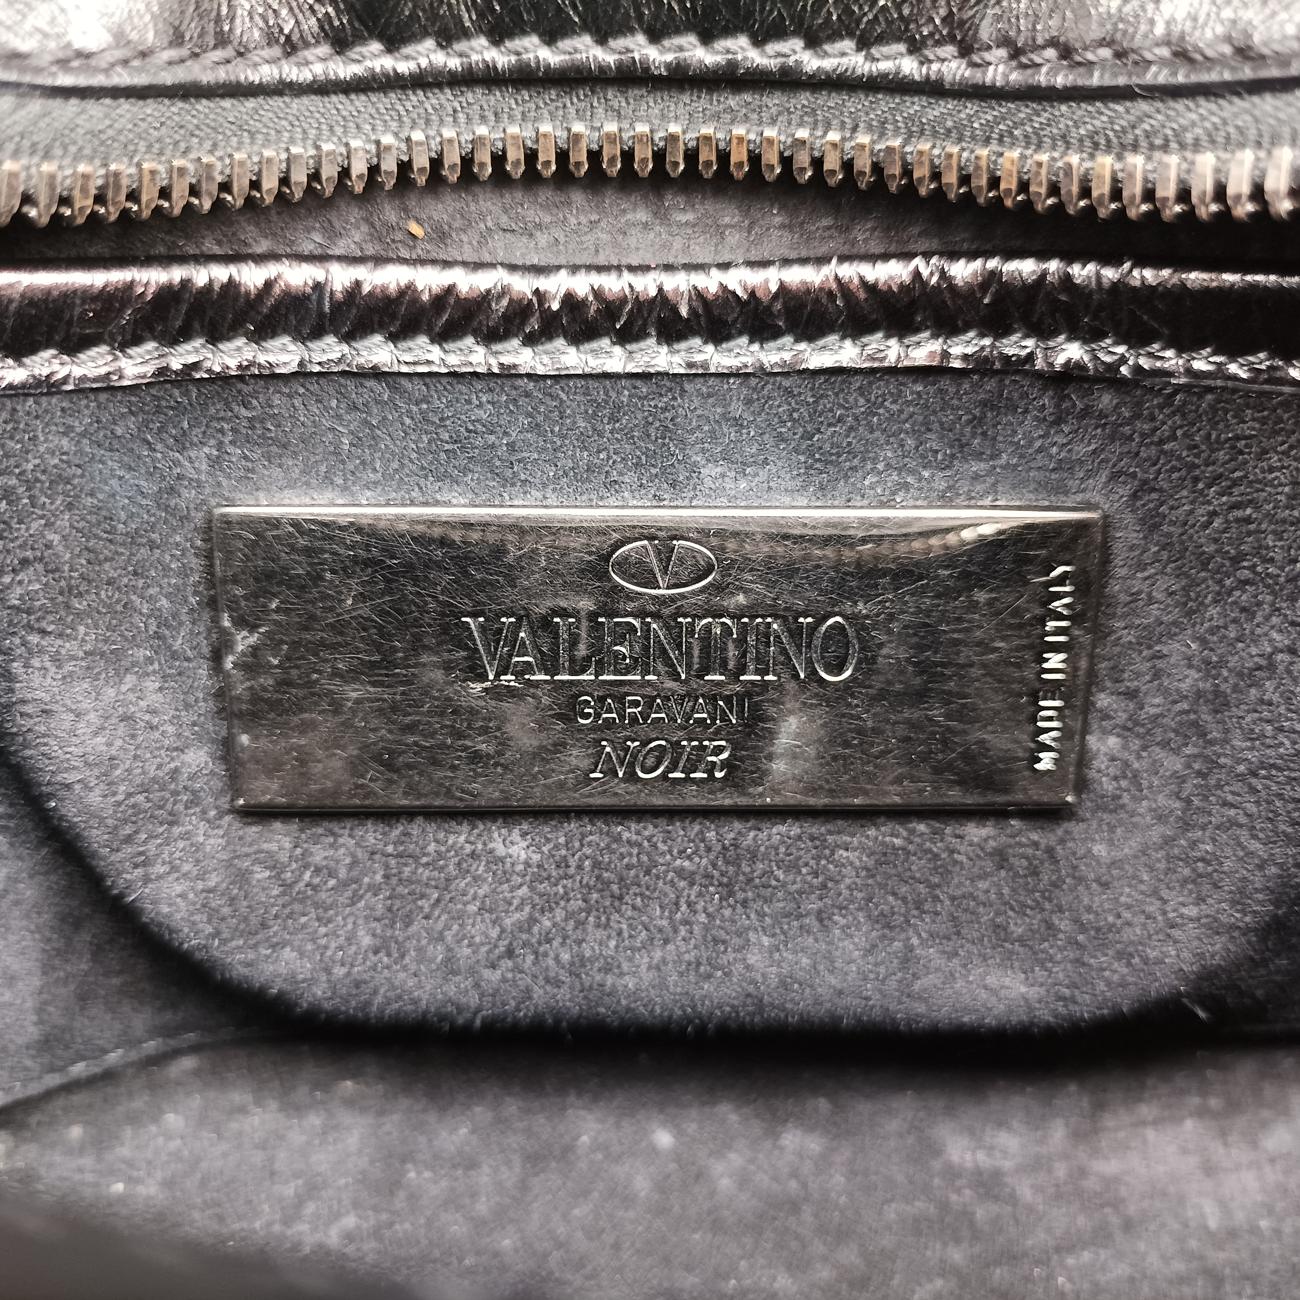 V
VALENTINO
GARAVANI
NOIR
MADE IN ITALY